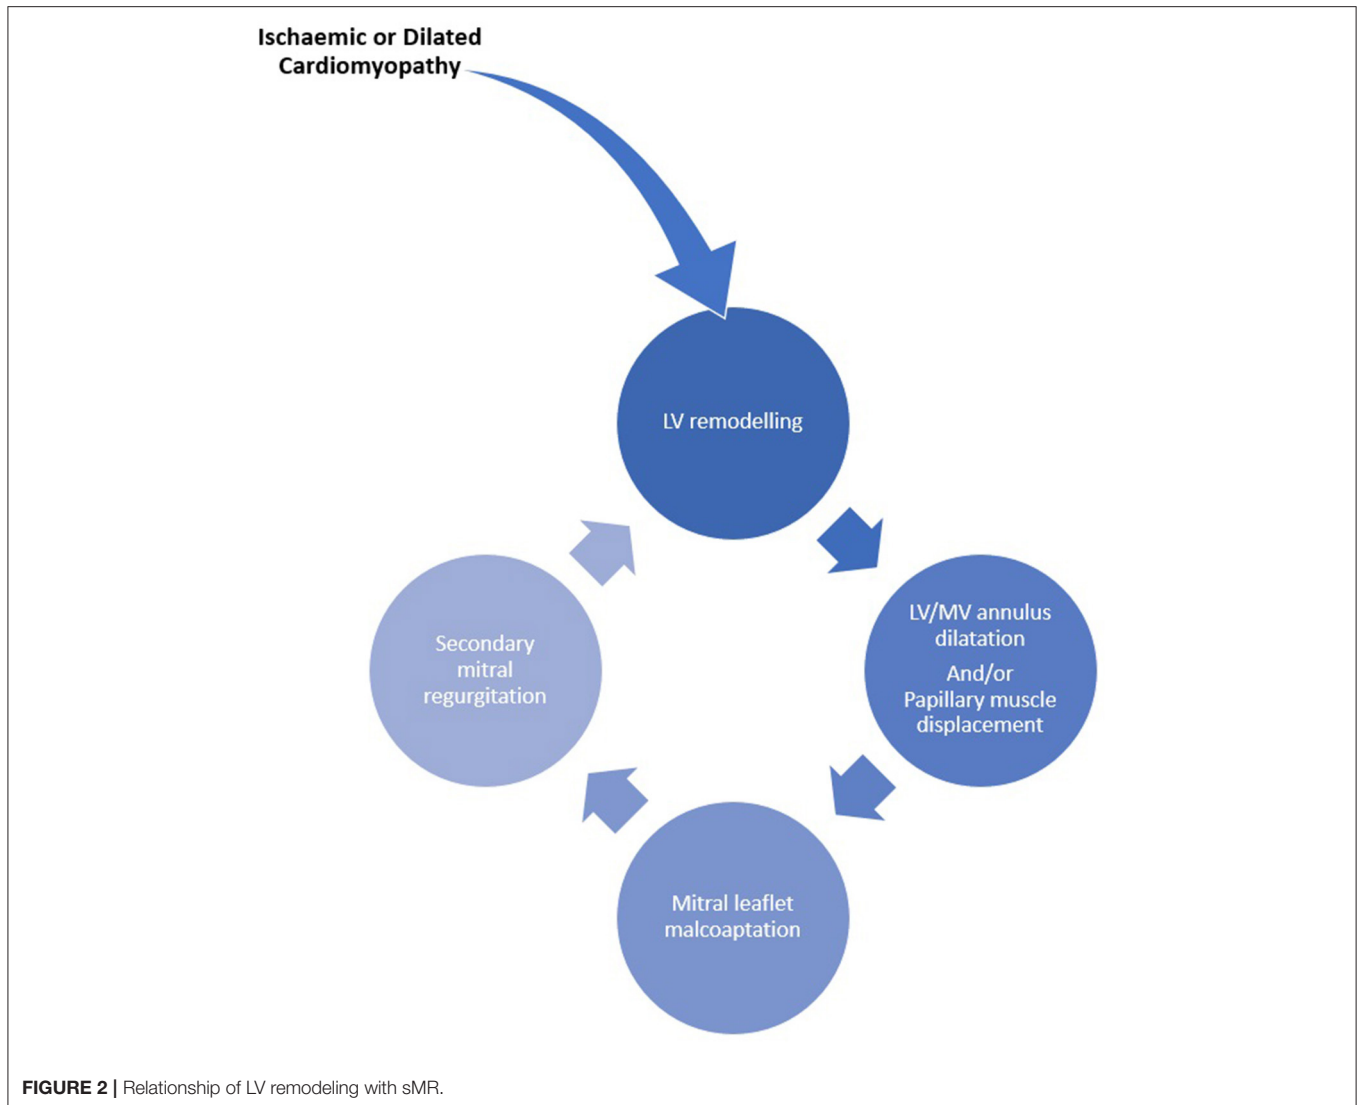 Ischaemic or Dilated
Cardiomyopathy
LV remodelling
LV/MV annulus
dilatation
And/or
Papillary muscle
displacement
Mitral leaflet
malcoaptation
Secondary
mitral
regurgitation
FIGURE 2 | Relationship of LV remodeling with sMR.